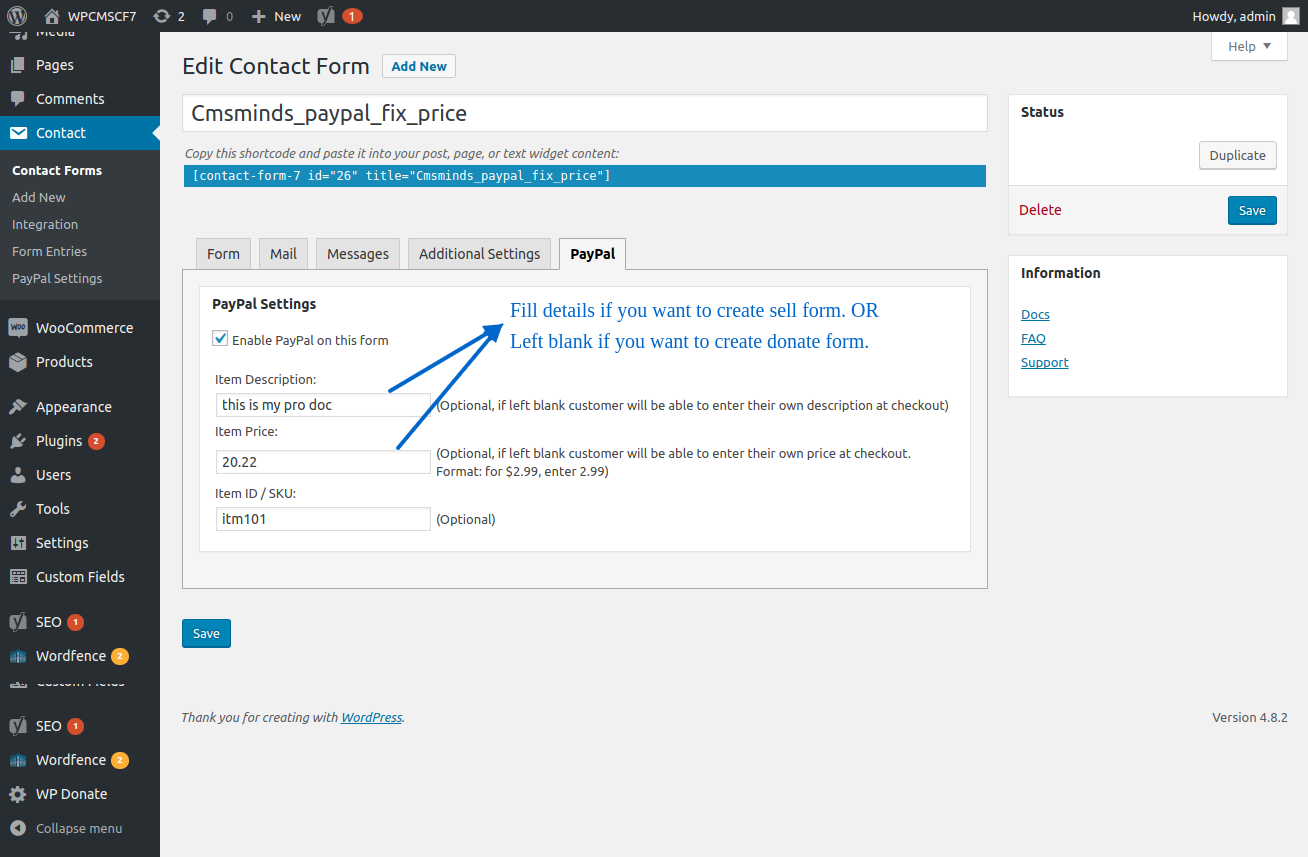 WPCMSCF7
2
0
New
1
Howdy, admin
Media
Pages
Comments
Contact
Contact Forms
Add New
Integration
Form Entries
PayPal Settings
WooCommerce
Products
Appearance
Plugins 2
Users
Tools
Settings
Custom Fields
SEO 1
Wordfence 2
Custom Fields
SEO 1
Wordfence 2
WP Donate
Collapse menu
Help
Edit Contact Form
Add New
Cmsminds_paypal_fix_price
Copy this shortcode and paste it into your post, page, or text widget content:
[contact-form-7 id="26" title="Cmsminds_paypal_fix_price"]
Form
Mail
Messages
Additional Settings
PayPal
PayPal Settings
Fill details if you want to create sell form. OR
Left blank if you want to create donate form.
Enable PayPal on this form
Item Description:
this is my pro doc
(Optional, if left blank customer will be able to enter their own description at checkout)
Item Price:
20.22
(Optional, if left blank customer will be able to enter their own price at checkout.
Format: for $2.99, enter 2.99)
Item ID / SKU:
itm101
(Optional)
Save
Status
Duplicate
Delete
Save
Information
Docs
FAQ
Support
Thank you for creating with WordPress.
Version 4.8.2